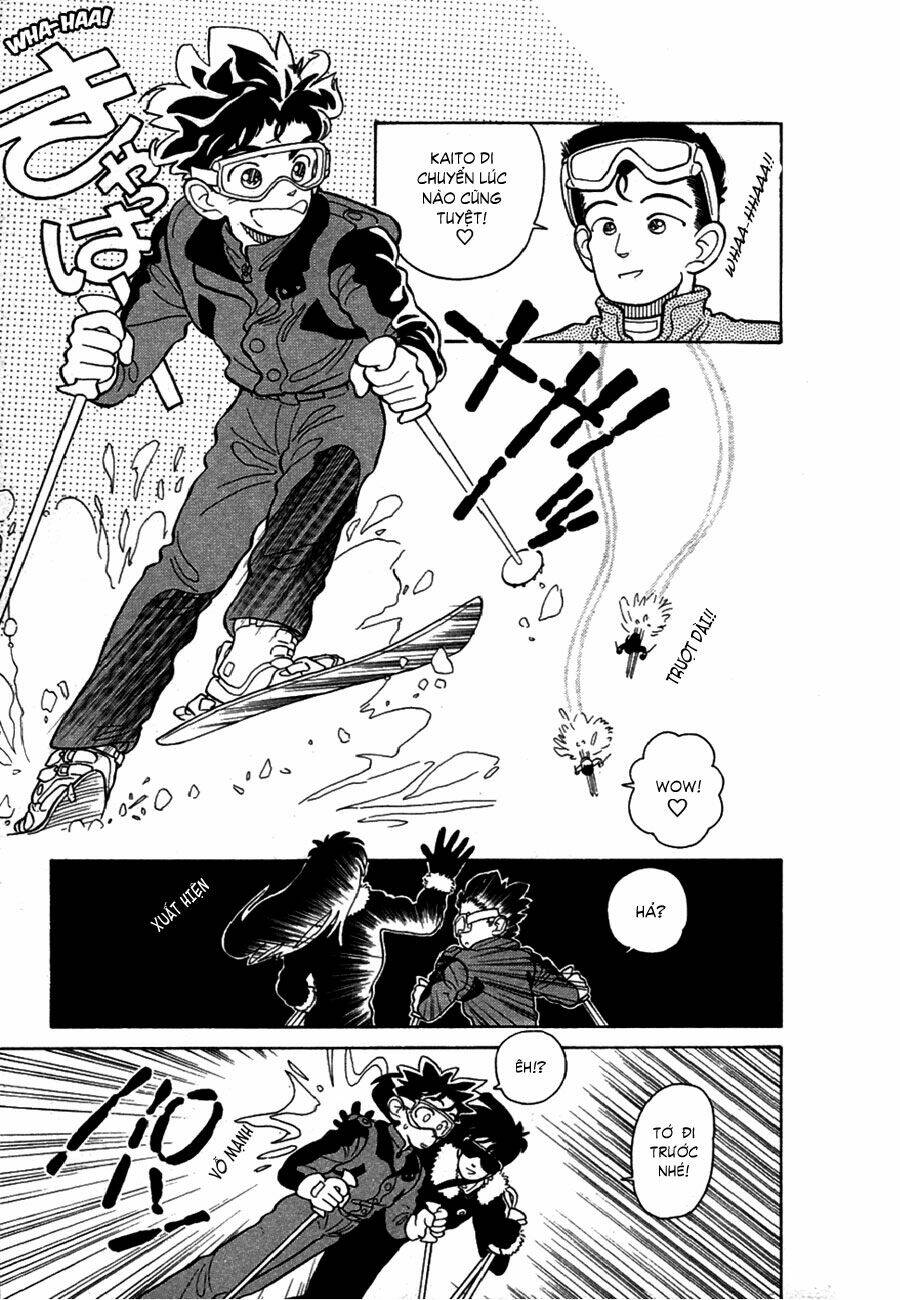 WHA-HAA!
きゃっほー
KAITO DI
CHUYỂN LÚC
NÀO CŨNG
TUYỆT!
♡
WHAA-HHAAA!!
TRƯỢT DÀI!!
WOW!
♡
XUẤT HIỆN
HẢ?
ÊH!?
VỖ MẠNH
TỚ ĐI
TRƯỚC
NHÉ!